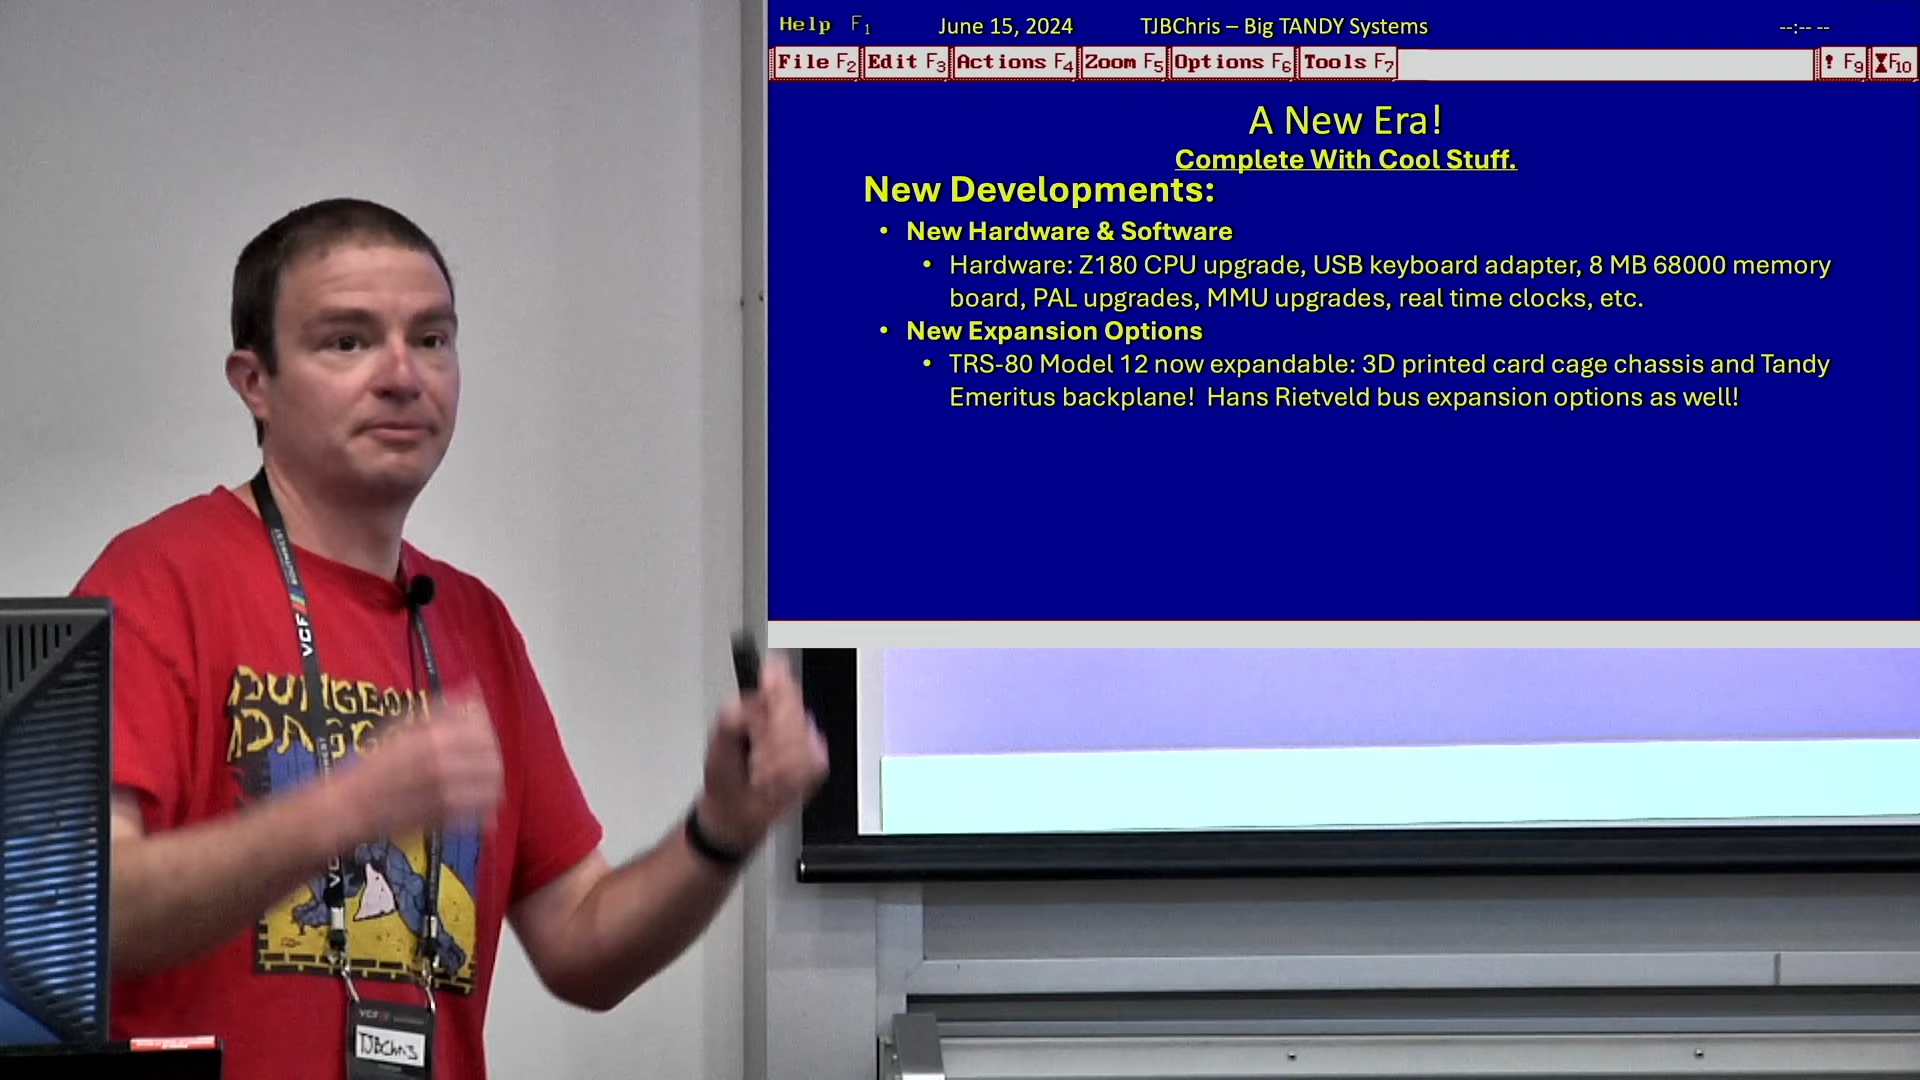 Help F1 June 15, 2024 TJBChris – Big TANDY Systems --:-- --
File F2 Edit F3 Actions F4 Zoom F5 Options F6 Tools F7 ! F9 F10
A New Era!
Complete With Cool Stuff.
New Developments:
• New Hardware & Software
• Hardware: Z180 CPU upgrade, USB keyboard adapter, 8 MB 68000 memory
board, PAL upgrades, MMU upgrades, real time clocks, etc.
• New Expansion Options
• TRS-80 Model 12 now expandable: 3D printed card cage chassis and Tandy
Emeritus backplane! Hans Rietveld bus expansion options as well!
SOUTHWEST
VCF
DUNGEON
VCF
TJBChris